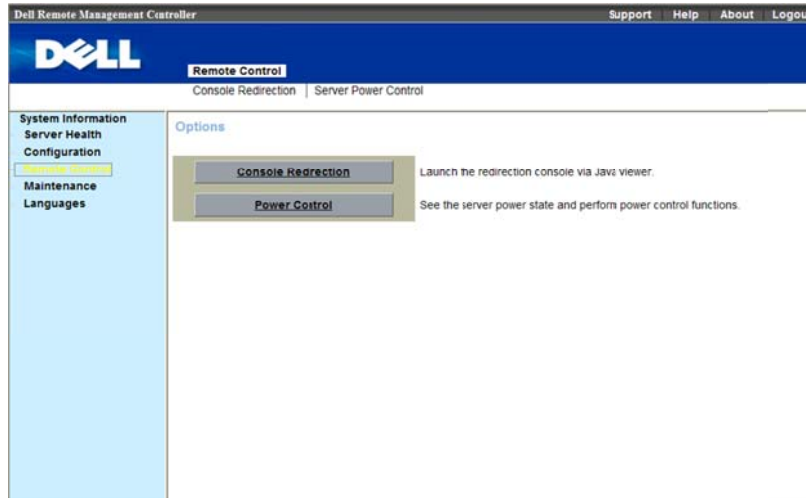 Dell Remote Management Controller
Support Help About Logou
DELL
Remote Control
Console Redirection | Server Power Control
System Information
Server Health
Configuration
Remote Control
Maintenance
Languages
Options
Console Redirection Launch the redirection console via Java viewer.
Power Control See the server power state and perform power control functions.